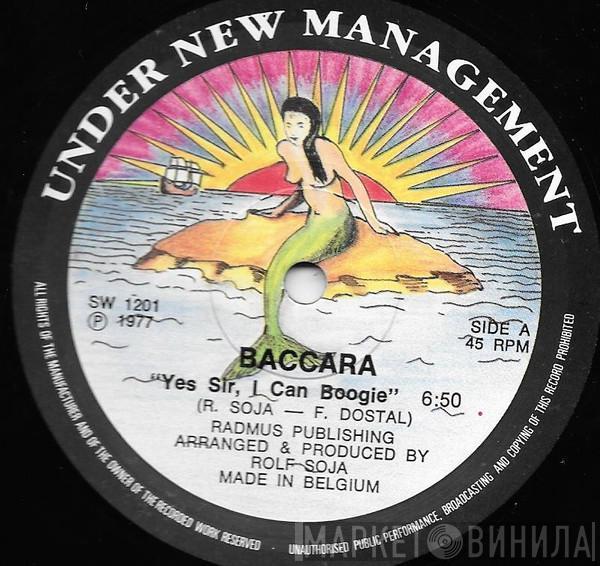 UNDER NEW MANAGEMENT
SW 1201
Ⓟ 1977
SIDE A
45 RPM
BACCARA
"Yes Sir, I Can Boogie" 6:50
(R. SOJA — F. DOSTAL)
RADMUS PUBLISHING
ARRANGED & PRODUCED BY
ROLF SOJA
MADE IN BELGIUM
ALL RIGHTS OF THE MANUFACTURER AND OF THE OWNER OF THE RECORDED WORK RESERVED · UNAUTHORISED PUBLIC PERFORMANCE, BROADCASTING AND COPYING OF THIS RECORD PROHIBITED
МАРКЕТ ВИНИЛА